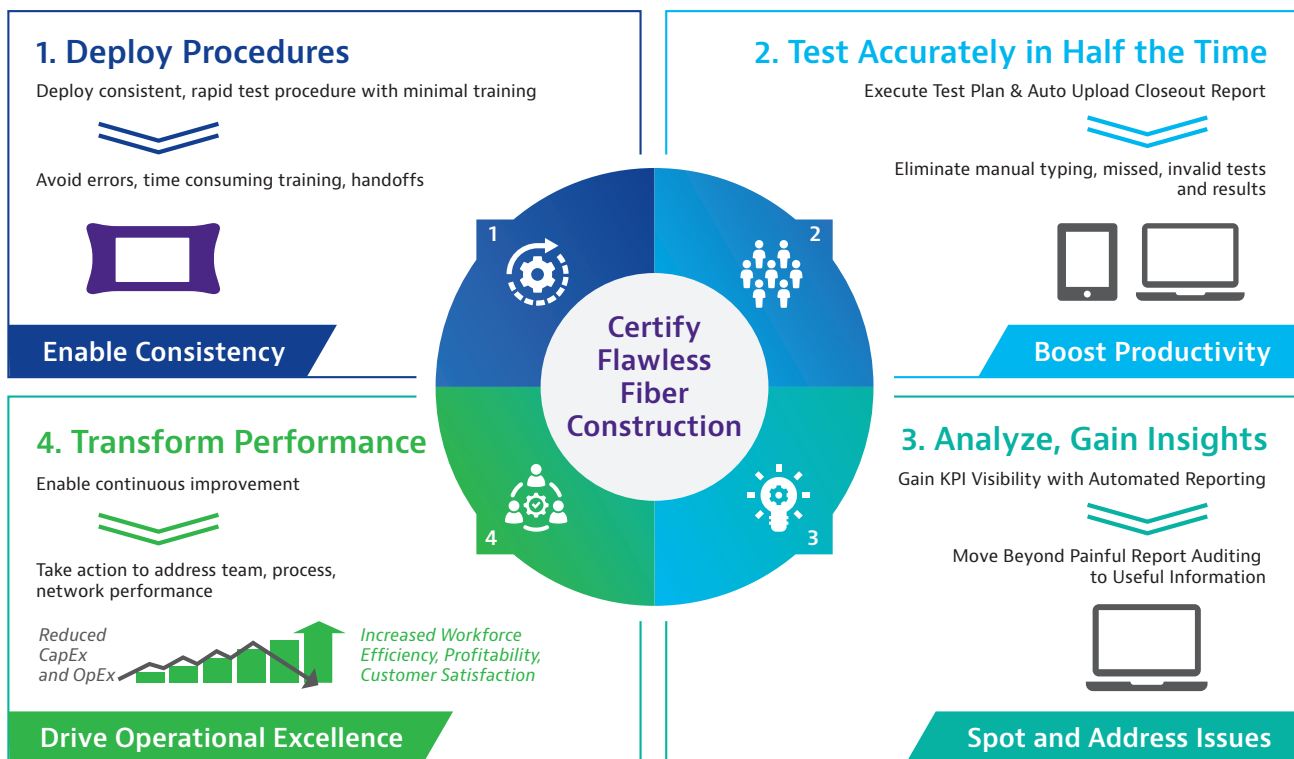 1. Deploy Procedures
Deploy consistent, rapid test procedure with minimal training
Avoid errors, time consuming training, handoffs
Enable Consistency
2. Test Accurately in Half the Time
Execute Test Plan & Auto Upload Closeout Report
Eliminate manual typing, missed, invalid tests
and results
Boost Productivity
1
2
Certify
Flawless
Fiber
Construction
4
3
4. Transform Performance
Enable continuous improvement
Take action to address team, process,
network performance
Reduced
CapEx
and OpEx
Increased Workforce
Efficiency, Profitability,
Customer Satisfaction
Drive Operational Excellence
3. Analyze, Gain Insights
Gain KPI Visibility with Automated Reporting
Move Beyond Painful Report Auditing
to Useful Information
Spot and Address Issues